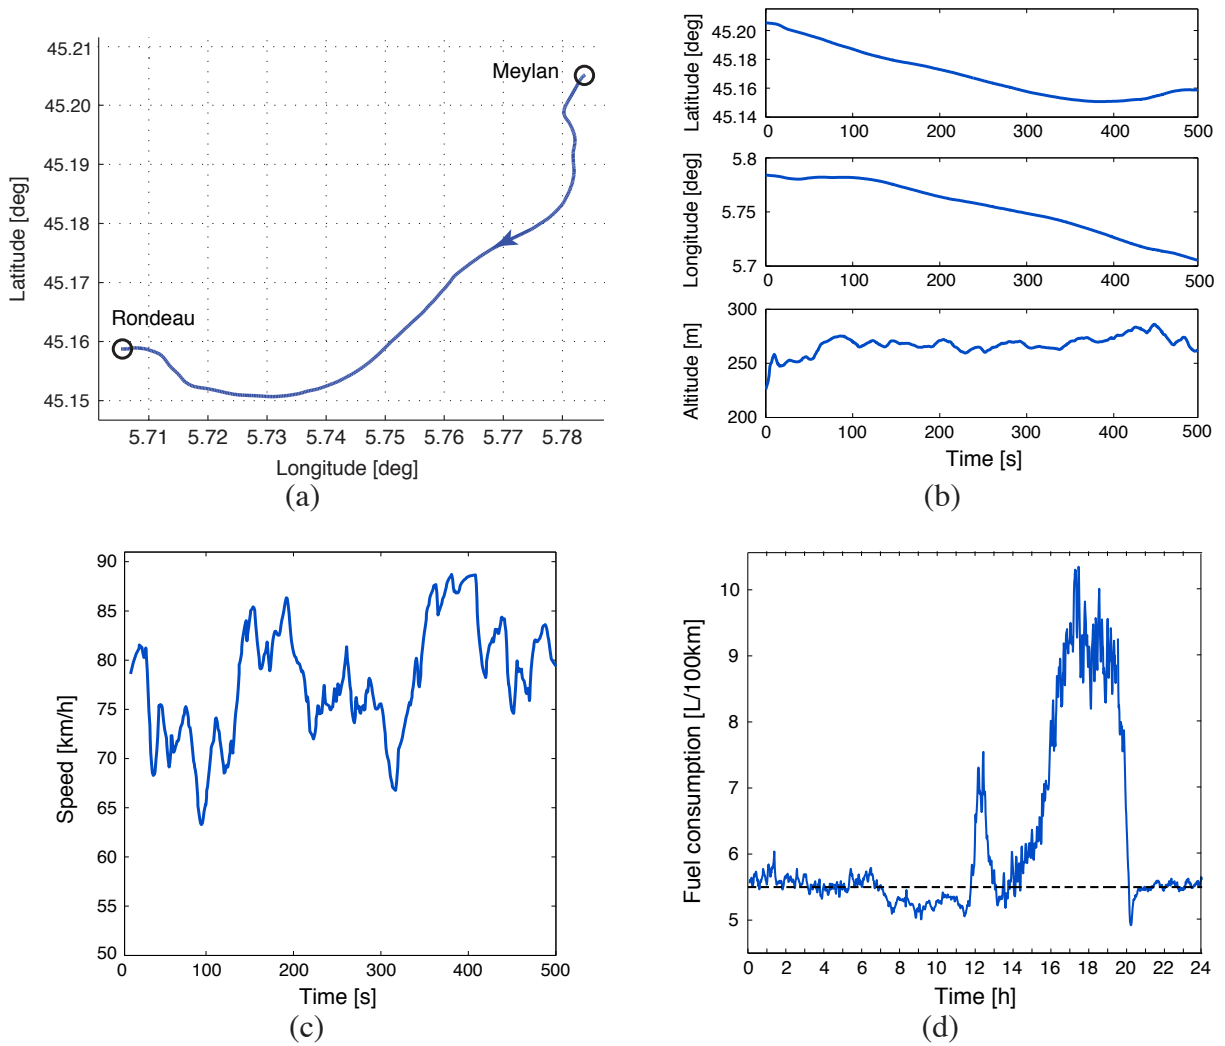 45.21
45.20
45.19
45.18
45.17
45.16
45.15
Latitude [deg]
Meylan
Rondeau
5.71 5.72 5.73 5.74 5.75 5.76 5.77 5.78
Longitude [deg]
(a)
45.20
45.18
45.16
45.14
Latitude [deg]
0 100 200 300 400 500
5.8
5.75
5.7
Longitude [deg]
0 100 200 300 400 500
300
250
200
Altitude [m]
0 100 200 300 400 500
Time [s]
(b)
90
85
80
75
70
65
60
55
50
Speed [km/h]
0 100 200 300 400 500
Time [s]
(c)
10
9
8
7
6
5
Fuel consumption [L/100km]
0 2 4 6 8 10 12 14 16 18 20 22 24
Time [h]
(d)